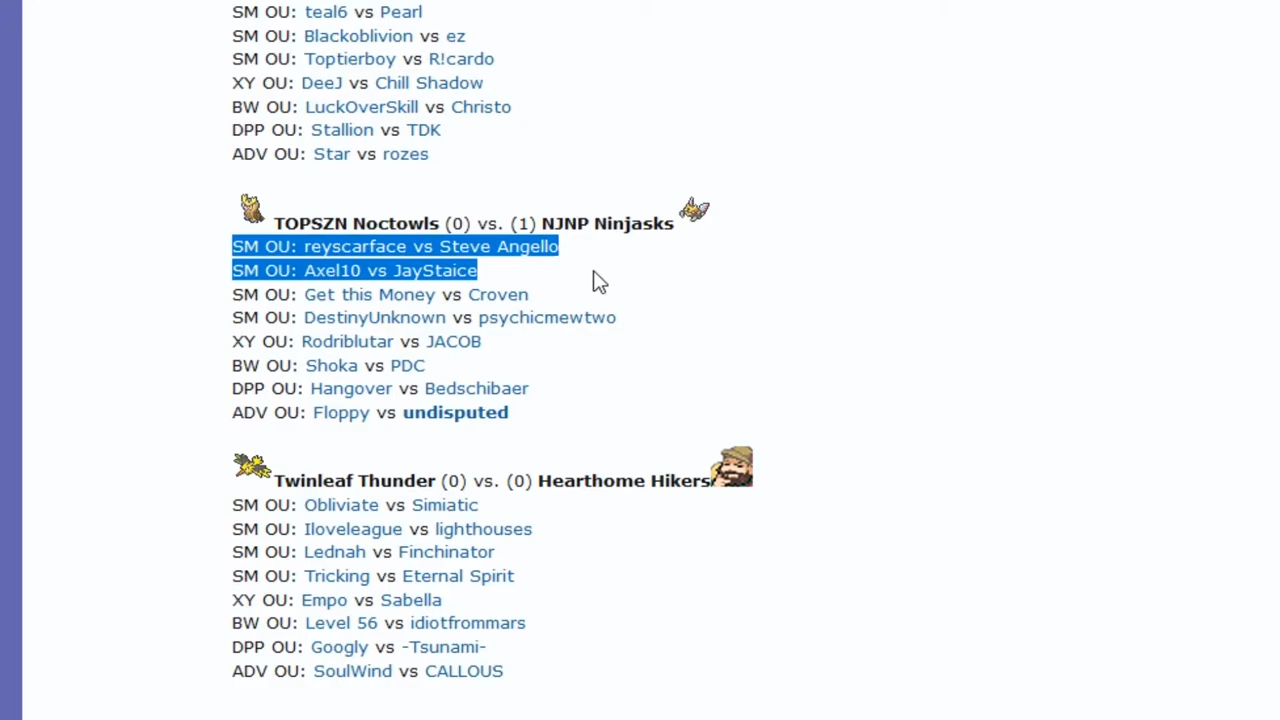 SM OU: teal6 vs Pearl
SM OU: Blackoblivion vs ez
SM OU: Toptierboy vs R!cardo
XY OU: DeeJ vs Chill Shadow
BW OU: LuckOverSkill vs Christo
DPP OU: Stallion vs TDK
ADV OU: Star vs rozes
TOPSZN Noctowls (0) vs. (1) NJNP Ninjasks
SM OU: reyscarface vs Steve Angello
SM OU: Axel10 vs JayStaice
SM OU: Get this Money vs Croven
SM OU: DestinyUnknown vs psychicmewtwo
XY OU: Rodriblutar vs JACOB
BW OU: Shoka vs PDC
DPP OU: Hangover vs Bedschibaer
ADV OU: Floppy vs undisputed
Twinleaf Thunder (0) vs. (0) Hearthome Hikers
SM OU: Obliviate vs Simiatic
SM OU: Iloveleague vs lighthouses
SM OU: Lednah vs Finchinator
SM OU: Tricking vs Eternal Spirit
XY OU: Empo vs Sabella
BW OU: Level 56 vs idiotfrommars
DPP OU: Googly vs -Tsunami-
ADV OU: SoulWind vs CALLOUS